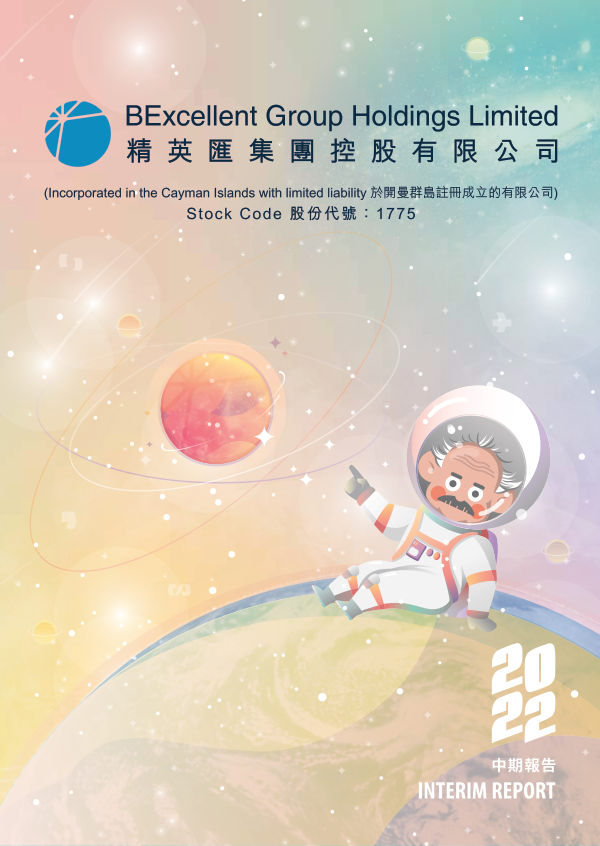 BExcellent Group Holdings Limited
精英匯集團控股有限公司
(Incorporated in the Cayman Islands with limited liability 於開曼群島註冊成立的有限公司)
Stock Code 股份代號：1775
20
22
中期報告
INTERIM REPORT